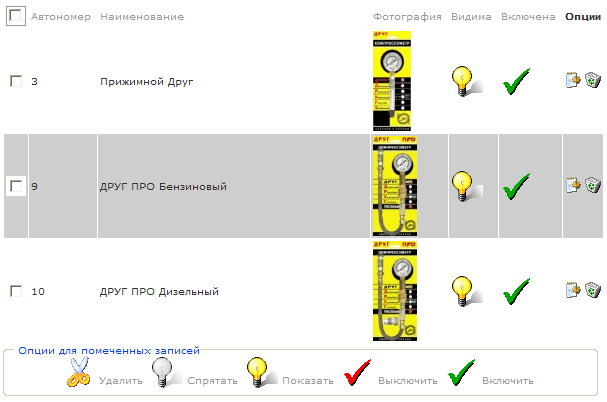 Автономер Наименование Фотография Видима Включена Опции
ДРУГ
КОМПРЕССОМЕТР
3 Прижимной Друг
ДРУГ ПРО
КОМПРЕССОМЕТР
9 ДРУГ ПРО Бензиновый
ДРУГ ПРО
КОМПРЕССОМЕТР
10 ДРУГ ПРО Дизельный
Опции для помеченных записей
Удалить Спрятать Показать Выключить Включить